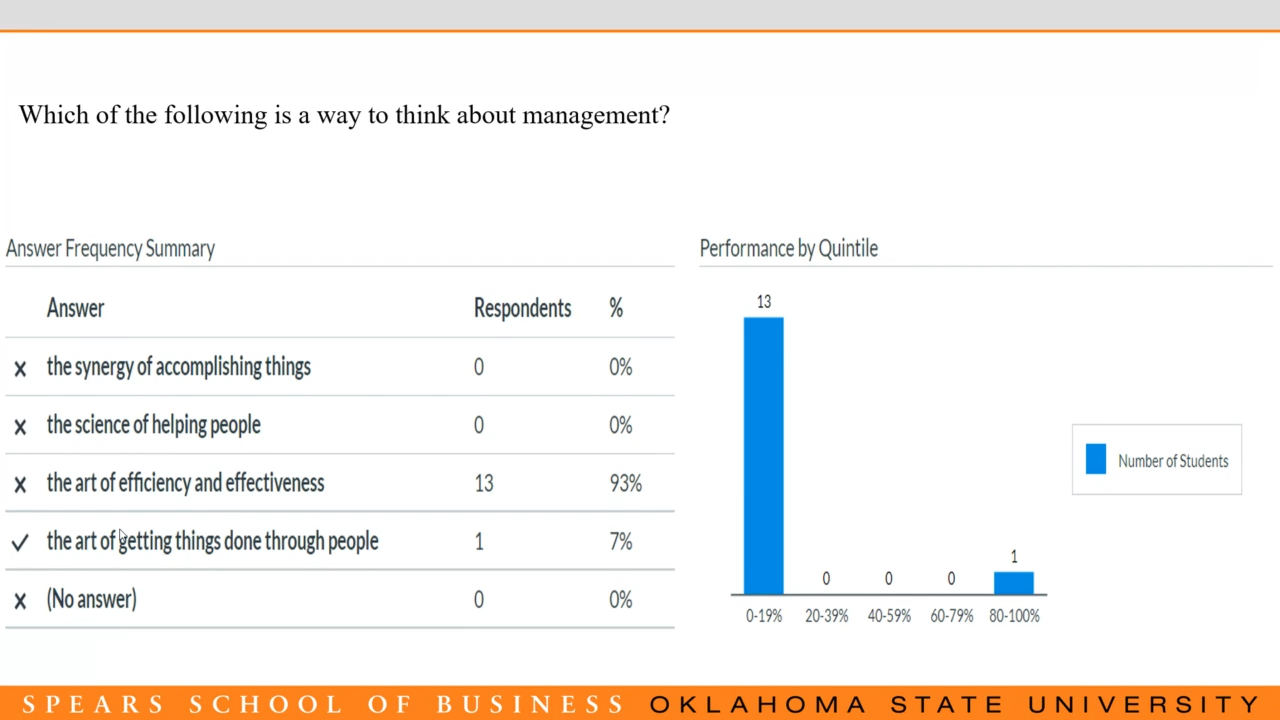 Which of the following is a way to think about management?
Answer Frequency Summary
Answer Respondents %
the synergy of accomplishing things 0 0%
the science of helping people 0 0%
the art of efficiency and effectiveness 13 93%
the art of getting things done through people 1 7%
(No answer) 0 0%
Performance by Quintile
13
0 0 0 1
0-19% 20-39% 40-59% 60-79% 80-100%
Number of Students
SPEARS SCHOOL OF BUSINESS OKLAHOMA STATE UNIVERSITY